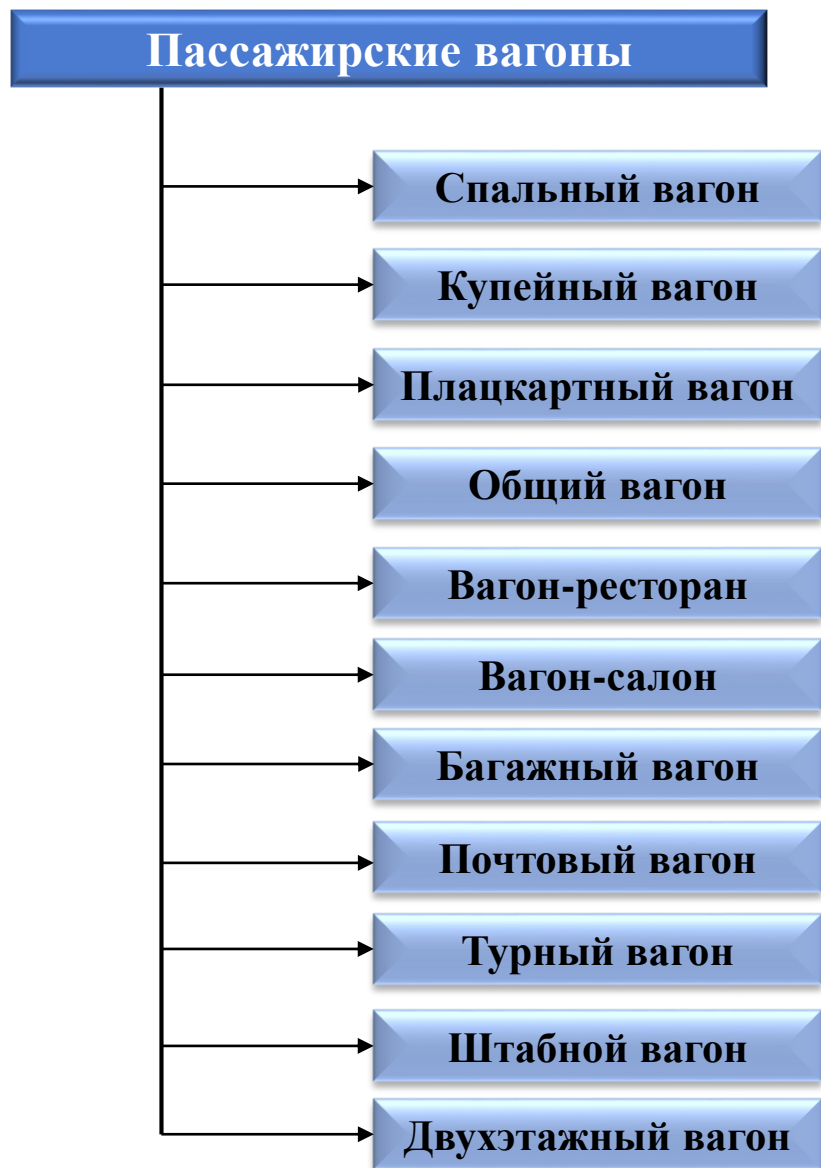 Пассажирские вагоны
Спальный вагон
Купейный вагон
Плацкартный вагон
Общий вагон
Вагон-ресторан
Вагон-салон
Багажный вагон
Почтовый вагон
Турный вагон
Штабной вагон
Двухэтажный вагон